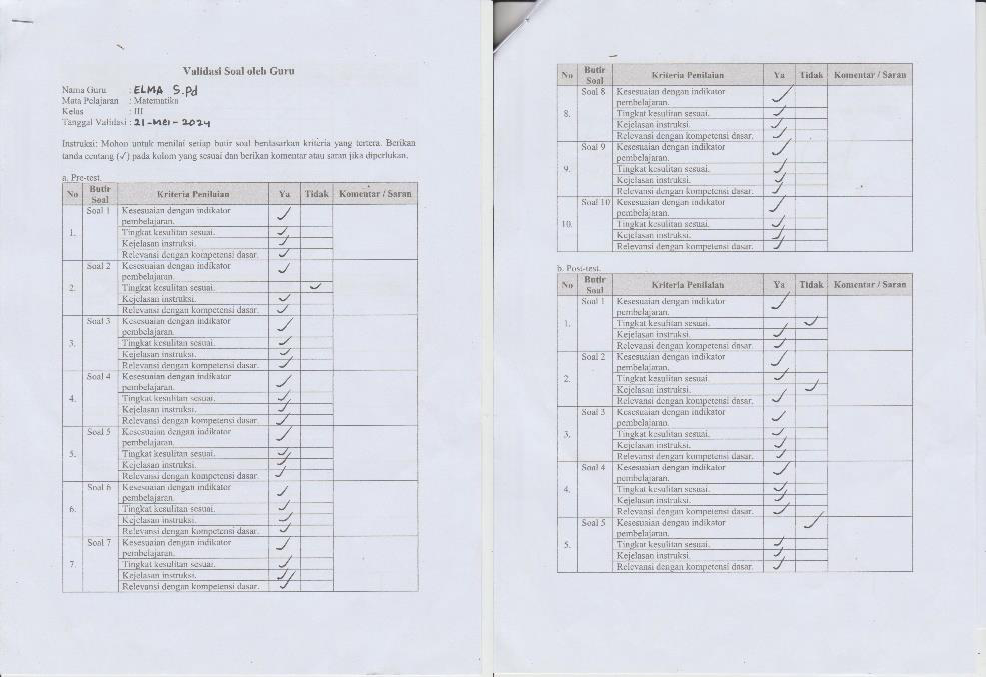 Validasi Soal oleh Guru
Nama Guru : ELMA S.Pd
Mata Pelajaran : Matematika
Kelas : III
Tanggal Validasi : 21-MEI-2024
Instruksi: Mohon untuk menilai setiap butir soal berdasarkan kriteria yang tertera. Berikan
tanda centang (✓) pada kolom yang sesuai dan berikan komentar atau saran jika diperlukan.
a. Pre-test.
No Butir Soal Kriteria Penilaian Ya Tidak Komentar / Saran
1. Soal 1 Kesesuaian dengan indikator
pembelajaran. ✓
Tingkat kesulitan sesuai. ✓
Kejelasan instruksi. ✓
Relevansi dengan kompetensi dasar. ✓
2. Soal 2 Kesesuaian dengan indikator
pembelajaran. ✓
Tingkat kesulitan sesuai. ✓
Kejelasan instruksi. ✓
Relevansi dengan kompetensi dasar. ✓
3. Soal 3 Kesesuaian dengan indikator
pembelajaran. ✓
Tingkat kesulitan sesuai. ✓
Kejelasan instruksi. ✓
Relevansi dengan kompetensi dasar. ✓
4. Soal 4 Kesesuaian dengan indikator
pembelajaran. ✓
Tingkat kesulitan sesuai. ✓
Kejelasan instruksi. ✓
Relevansi dengan kompetensi dasar. ✓
5. Soal 5 Kesesuaian dengan indikator
pembelajaran. ✓
Tingkat kesulitan sesuai. ✓
Kejelasan instruksi. ✓
Relevansi dengan kompetensi dasar. ✓
6. Soal 6 Kesesuaian dengan indikator
pembelajaran. ✓
Tingkat kesulitan sesuai. ✓
Kejelasan instruksi. ✓
Relevansi dengan kompetensi dasar. ✓
7. Soal 7 Kesesuaian dengan indikator
pembelajaran. ✓
Tingkat kesulitan sesuai. ✓
Kejelasan instruksi. ✓
Relevansi dengan kompetensi dasar. ✓
No Butir Soal Kriteria Penilaian Ya Tidak Komentar / Saran
8. Soal 8 Kesesuaian dengan indikator
pembelajaran. ✓
Tingkat kesulitan sesuai. ✓
Kejelasan instruksi. ✓
Relevansi dengan kompetensi dasar. ✓
9. Soal 9 Kesesuaian dengan indikator
pembelajaran. ✓
Tingkat kesulitan sesuai. ✓
Kejelasan instruksi. ✓
Relevansi dengan kompetensi dasar. ✓
10. Soal 10 Kesesuaian dengan indikator
pembelajaran. ✓
Tingkat kesulitan sesuai. ✓
Kejelasan instruksi. ✓
Relevansi dengan kompetensi dasar. ✓
b. Post-test.
No Butir Soal Kriteria Penilaian Ya Tidak Komentar / Saran
1. Soal 1 Kesesuaian dengan indikator
pembelajaran. ✓
Tingkat kesulitan sesuai. ✓
Kejelasan instruksi. ✓
Relevansi dengan kompetensi dasar. ✓
2. Soal 2 Kesesuaian dengan indikator
pembelajaran. ✓
Tingkat kesulitan sesuai. ✓
Kejelasan instruksi. ✓
Relevansi dengan kompetensi dasar. ✓
3. Soal 3 Kesesuaian dengan indikator
pembelajaran. ✓
Tingkat kesulitan sesuai. ✓
Kejelasan instruksi. ✓
Relevansi dengan kompetensi dasar. ✓
4. Soal 4 Kesesuaian dengan indikator
pembelajaran. ✓
Tingkat kesulitan sesuai. ✓
Kejelasan instruksi. ✓
Relevansi dengan kompetensi dasar. ✓
5. Soal 5 Kesesuaian dengan indikator
pembelajaran. ✓
Tingkat kesulitan sesuai. ✓
Kejelasan instruksi. ✓
Relevansi dengan kompetensi dasar. ✓